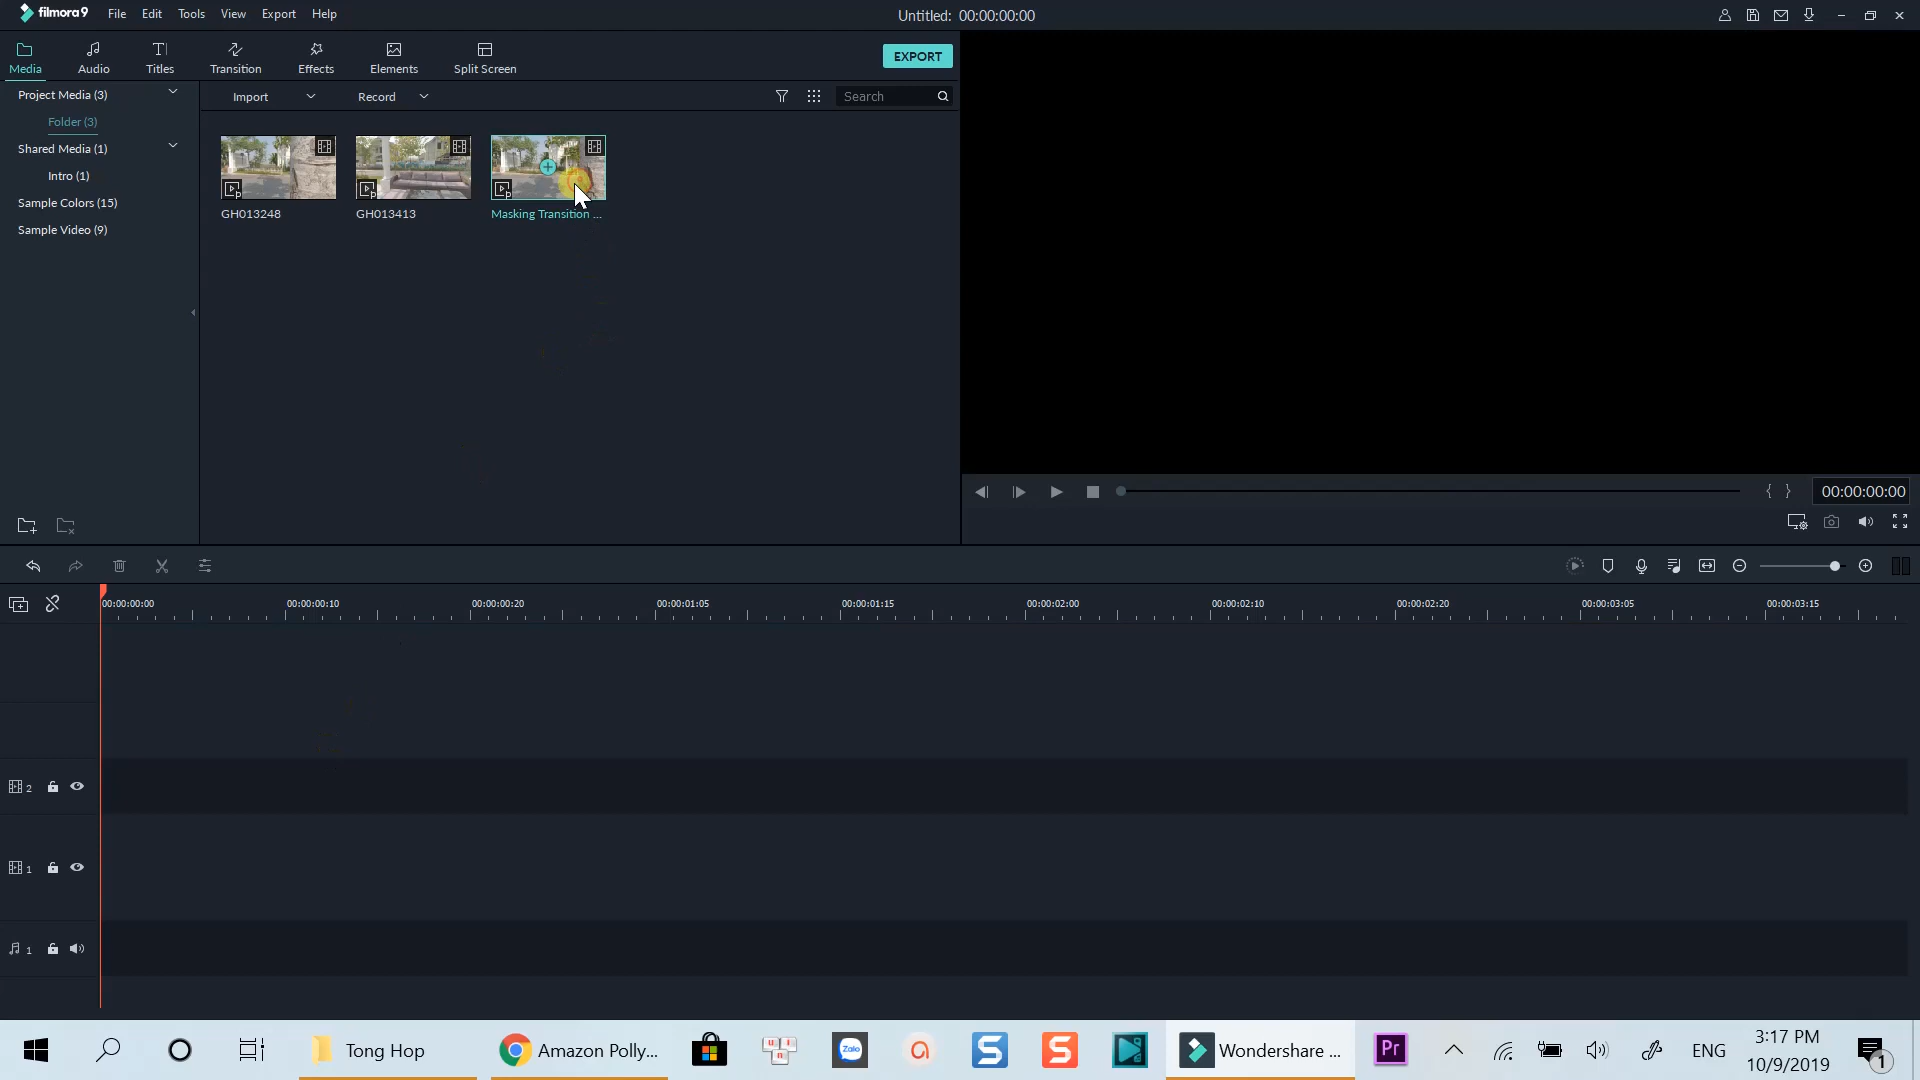 filmora9 File Edit Tools View Export Help
Untitled: 00:00:00:00
Media Audio Titles Transition Effects Elements Split Screen
EXPORT
Project Media (3)
Folder (3)
Shared Media (1)
Intro (1)
Sample Colors (15)
Sample Video (9)
Import Record Search
GH013248 GH013413 Masking Transition ...
{ } 00:00:00:00
00:00:00:00 00:00:00:10 00:00:00:20 00:00:01:05 00:00:01:15 00:00:02:00 00:00:02:10 00:00:02:20 00:00:03:05 00:00:03:15
2
1
1
Tong Hop
Amazon Polly...
Zalo
a
S
S
Wondershare ...
Pr
ENG
3:17 PM
10/9/2019
1